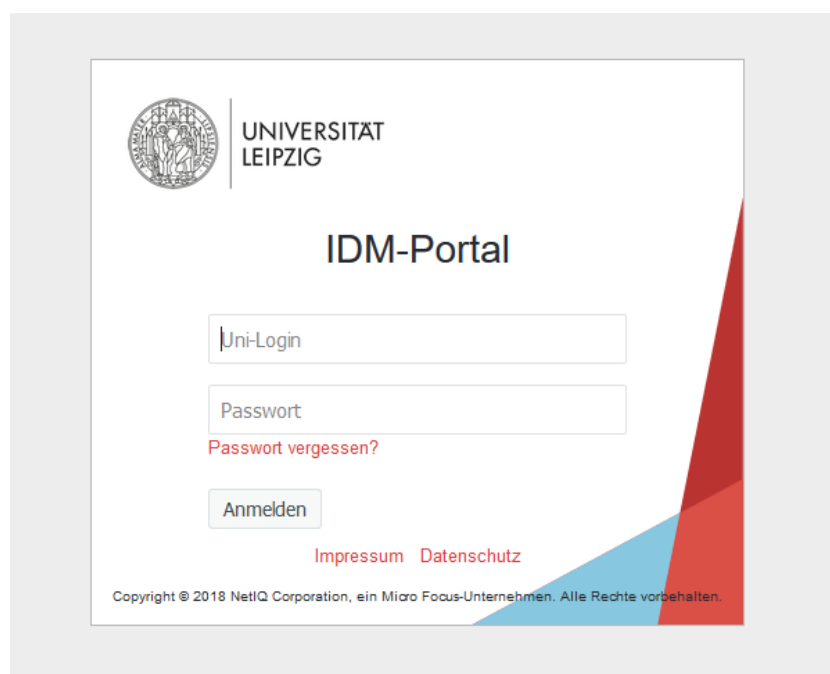 UNIVERSITÄT
LEIPZIG
IDM-Portal
Uni-Login
Passwort
Passwort vergessen?
Anmelden
Impressum Datenschutz
Copyright © 2018 NetIQ Corporation, ein Micro Focus-Unternehmen. Alle Rechte vorbehalten.